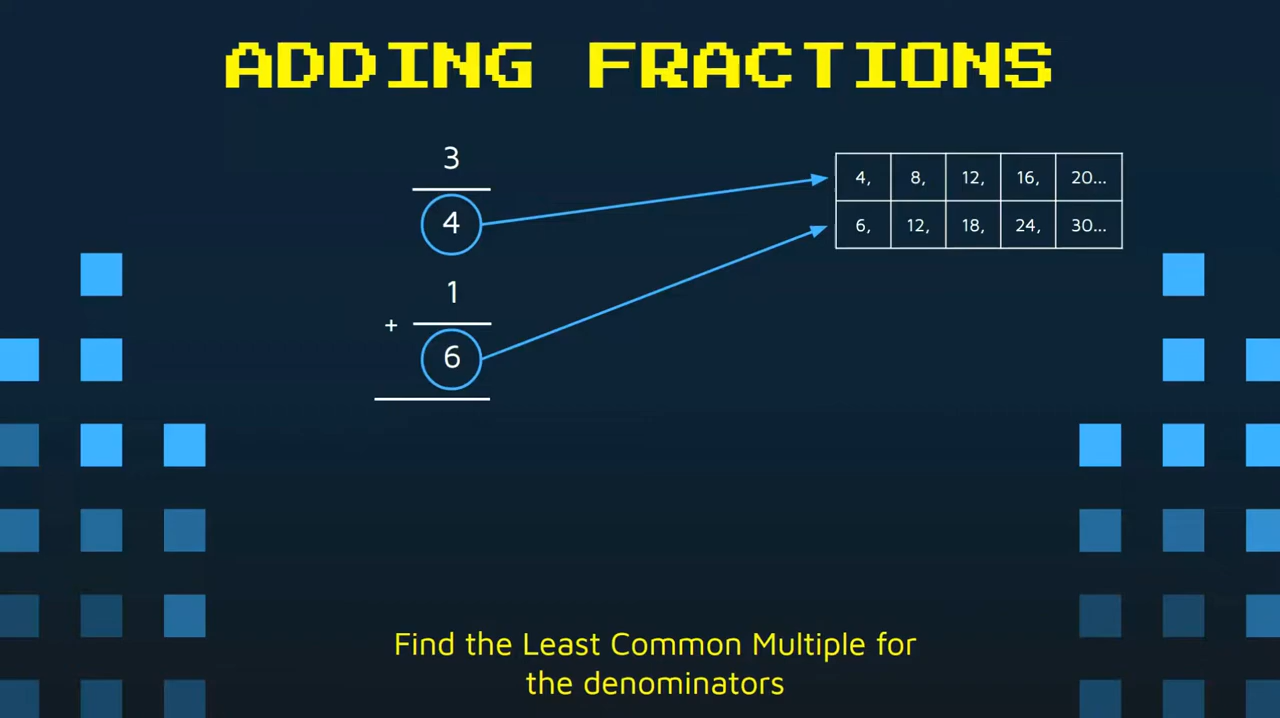 ADDING FRACTIONS
3
4
1
+
6
4, 8, 12, 16, 20...
6, 12, 18, 24, 30...
Find the Least Common Multiple for
the denominators